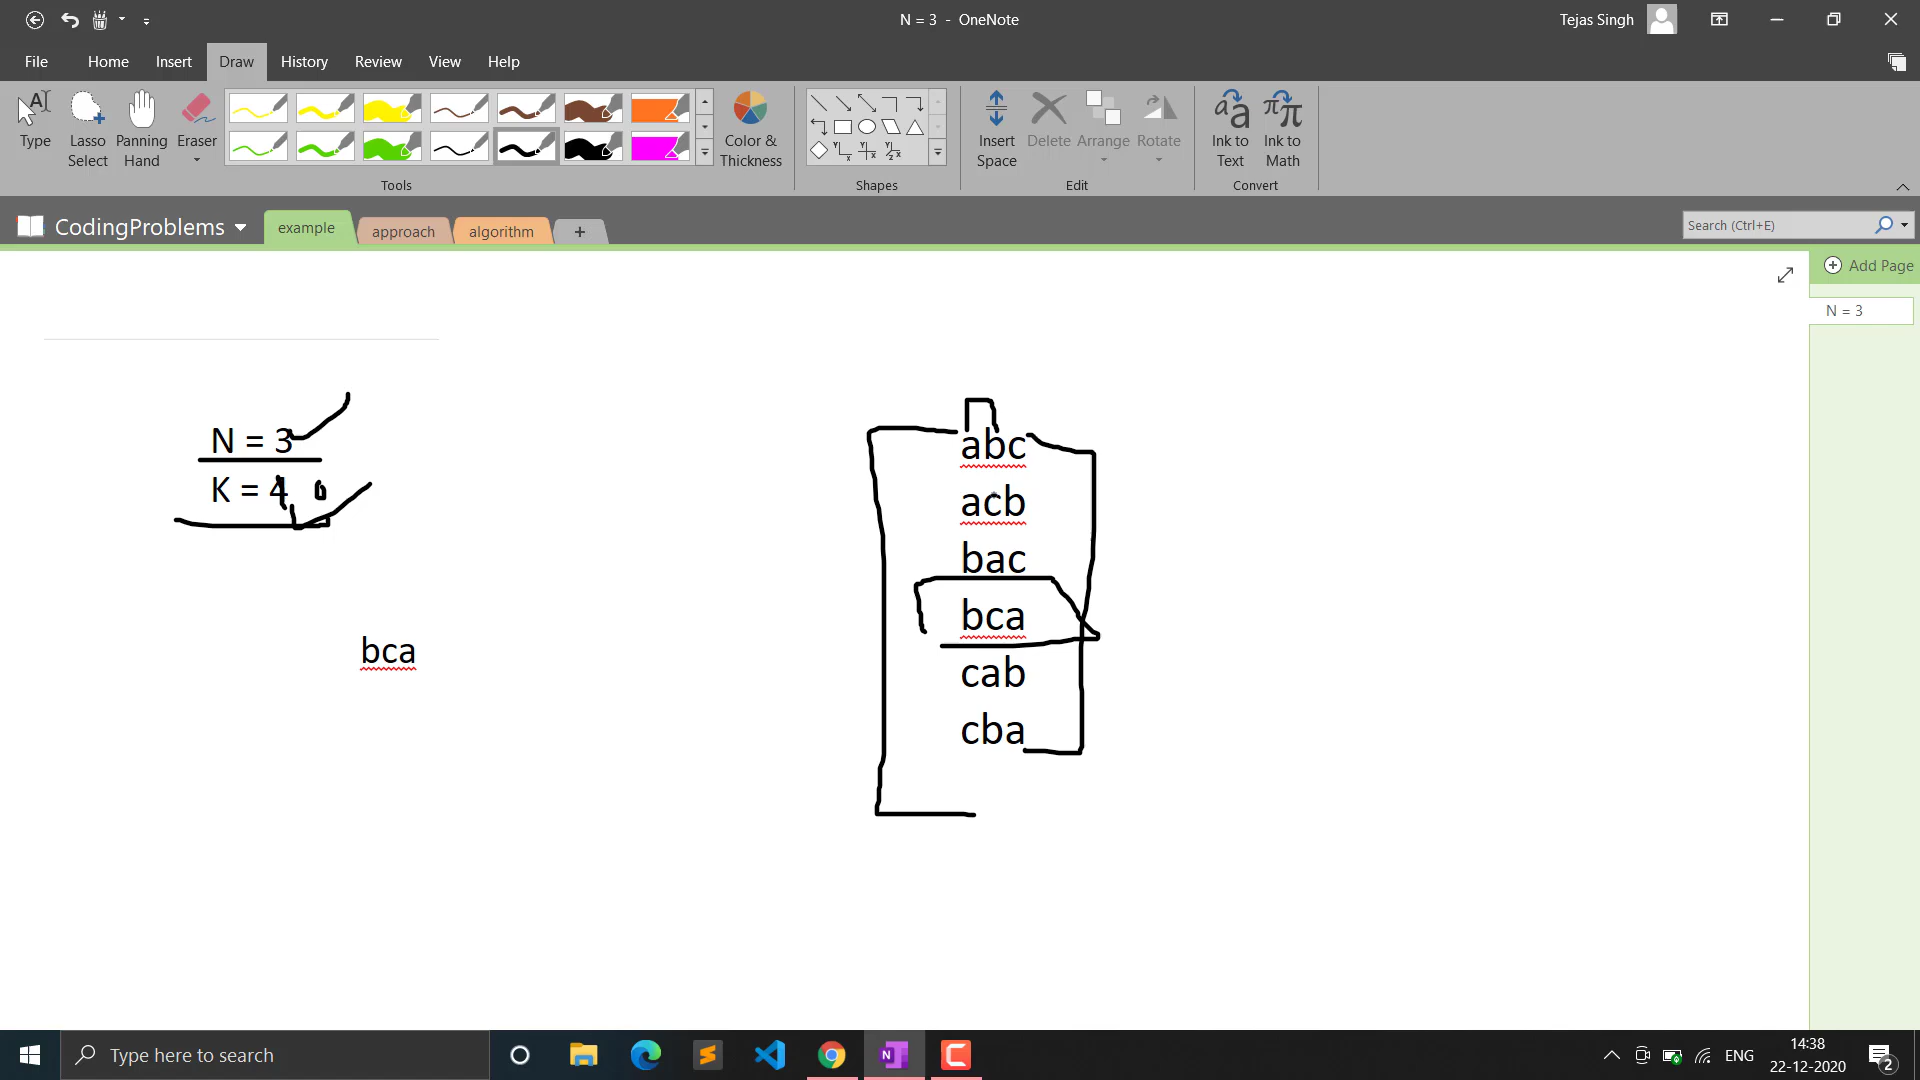 N = 3 - OneNote
Tejas Singh
File Home Insert Draw History Review View Help
Type
Lasso Select
Panning Hand
Eraser
Color & Thickness
Insert Space
Delete
Arrange
Rotate
Ink to Text
Ink to Math
Tools
Shapes
Edit
Convert
CodingProblems
example
approach
algorithm
Search (Ctrl+E)
Add Page
N = 3
N = 3
K = 4
bca
abc
acb
bac
bca
cab
cba
Type here to search
ENG
14:38
22-12-2020
2